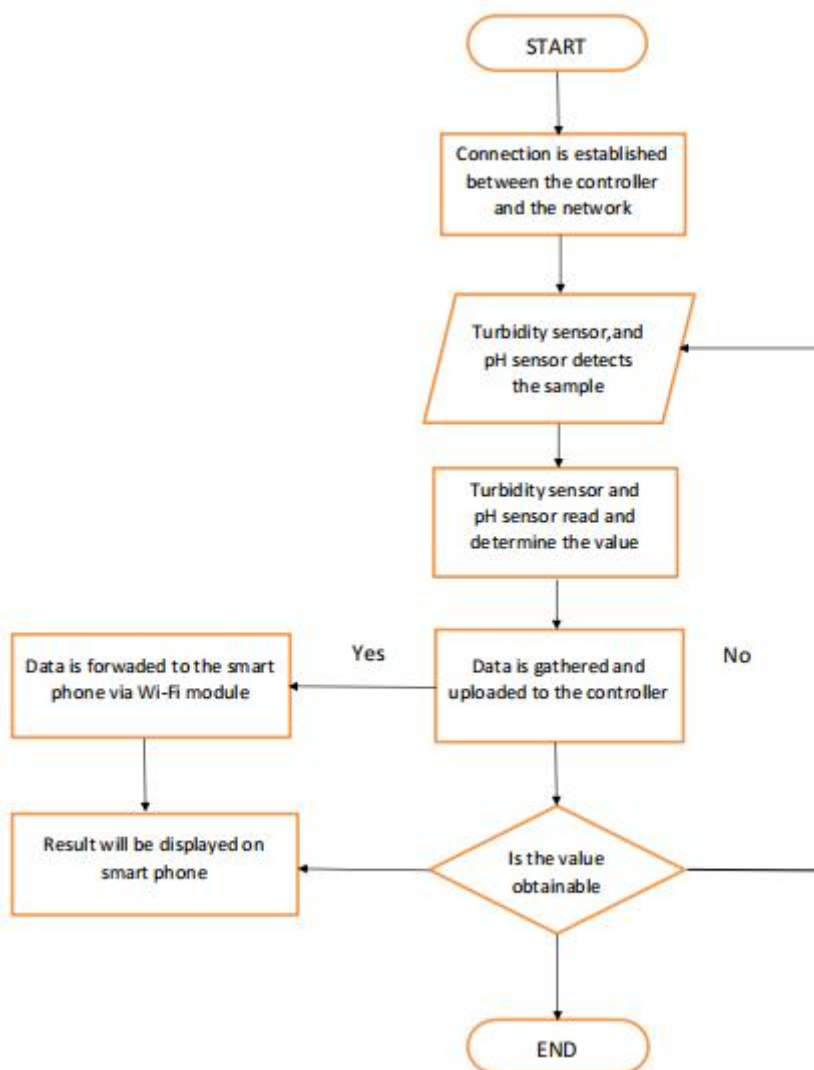 START
Connection is established
between the controller
and the network
Turbidity sensor,and
pH sensor detects
the sample
Turbidity sensor and
pH sensor read and
determine the value
Yes
No
Data is forwaded to the smart
phone via Wi-Fi module
Data is gathered and
uploaded to the controller
Result will be displayed on
smart phone
Is the value
obtainable
END